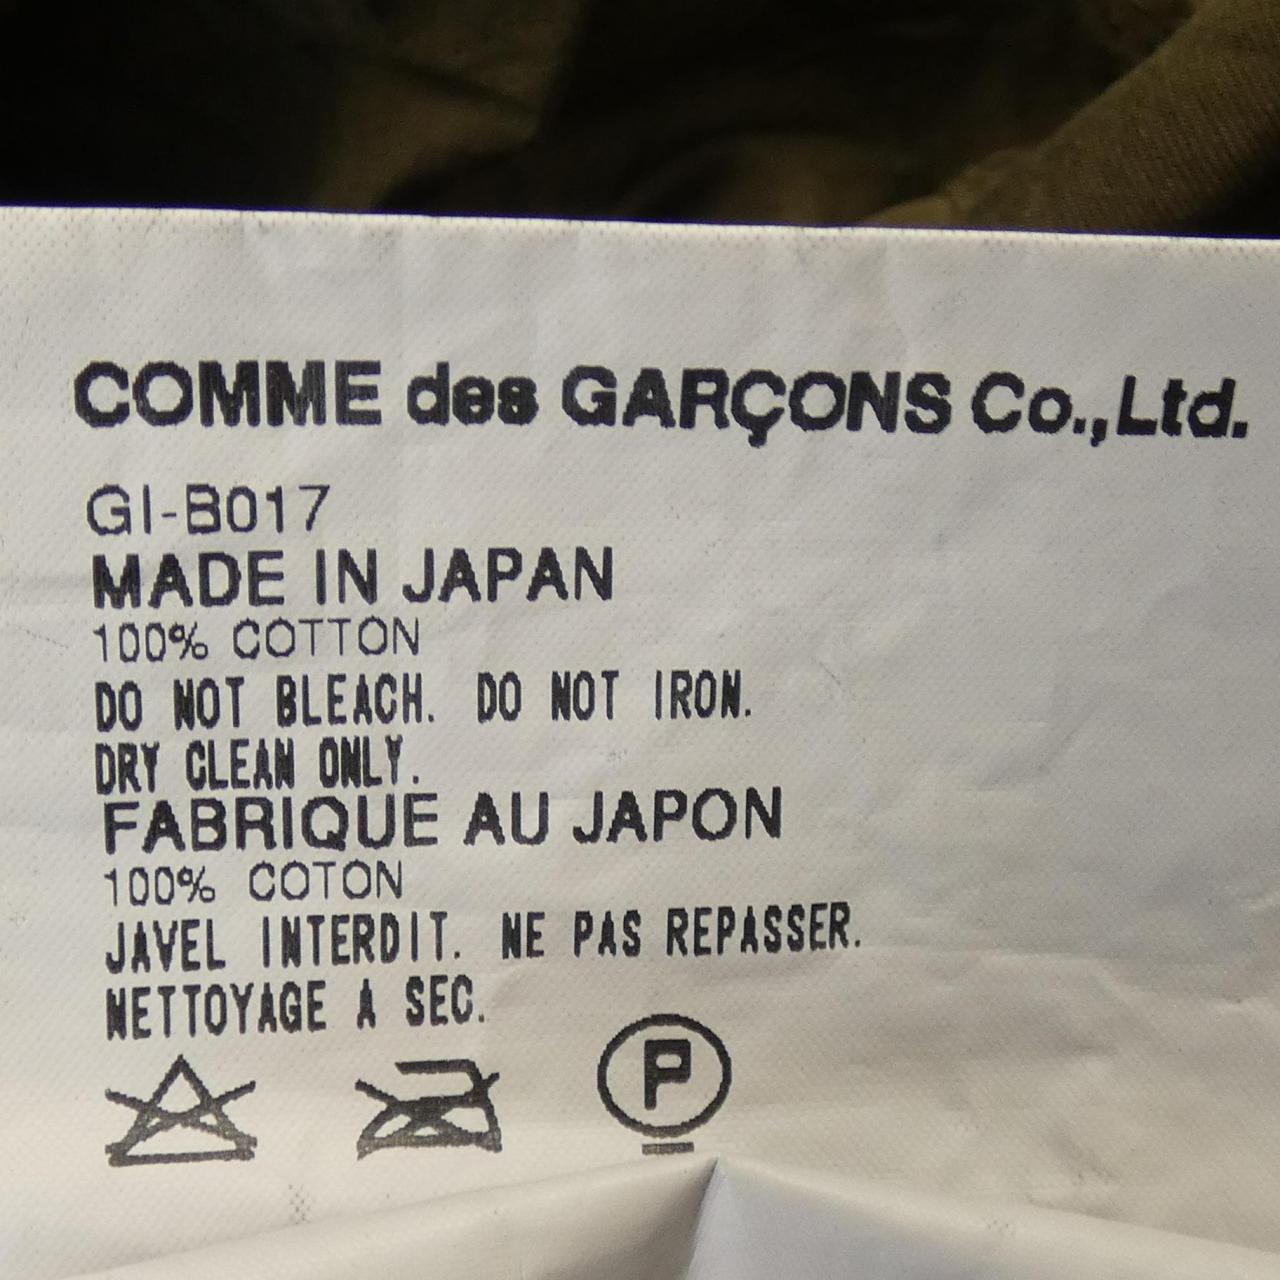 COMME des GARÇONS Co.,Ltd.
GI-B017
MADE IN JAPAN
100% COTTON
DO NOT BLEACH. DO NOT IRON.
DRY CLEAN ONLY.
FABRIQUE AU JAPON
100% COTON
JAVEL INTERDIT. NE PAS REPASSER.
NETTOYAGE A SEC.
P